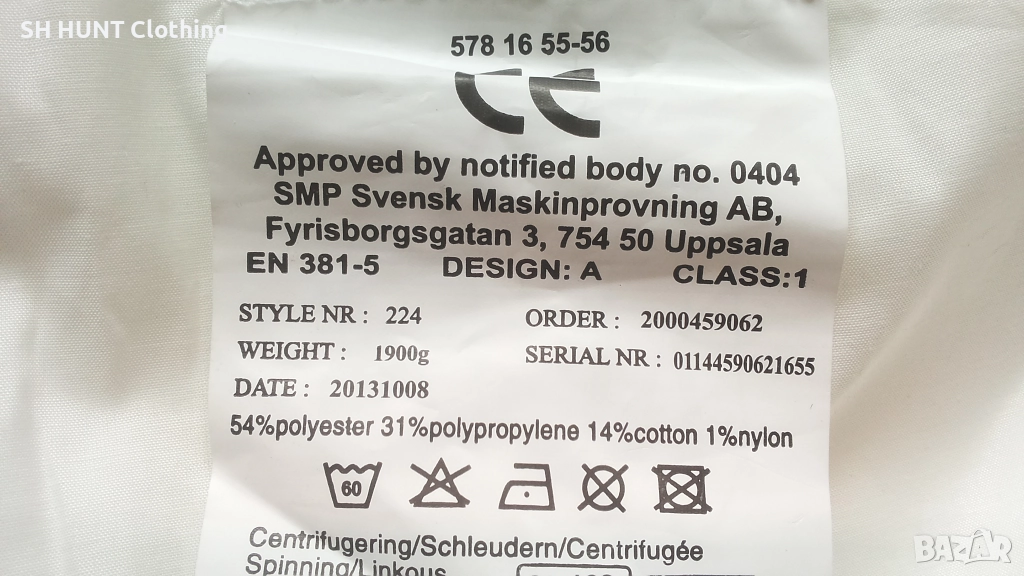 SH HUNT Clothing
578 16 55-56
CE
Approved by notified body no. 0404
SMP Svensk Maskinprovning AB,
Fyrisborgsgatan 3, 754 50 Uppsala
EN 381-5 DESIGN: A CLASS:1
STYLE NR : 224 ORDER : 2000459062
WEIGHT : 1900g SERIAL NR : 01144590621655
DATE : 20131008
54%polyester 31%polypropylene 14%cotton 1%nylon
60
Centrifugering/Schleudern/Centrifugée
Spinning/Linkous
BAZAR